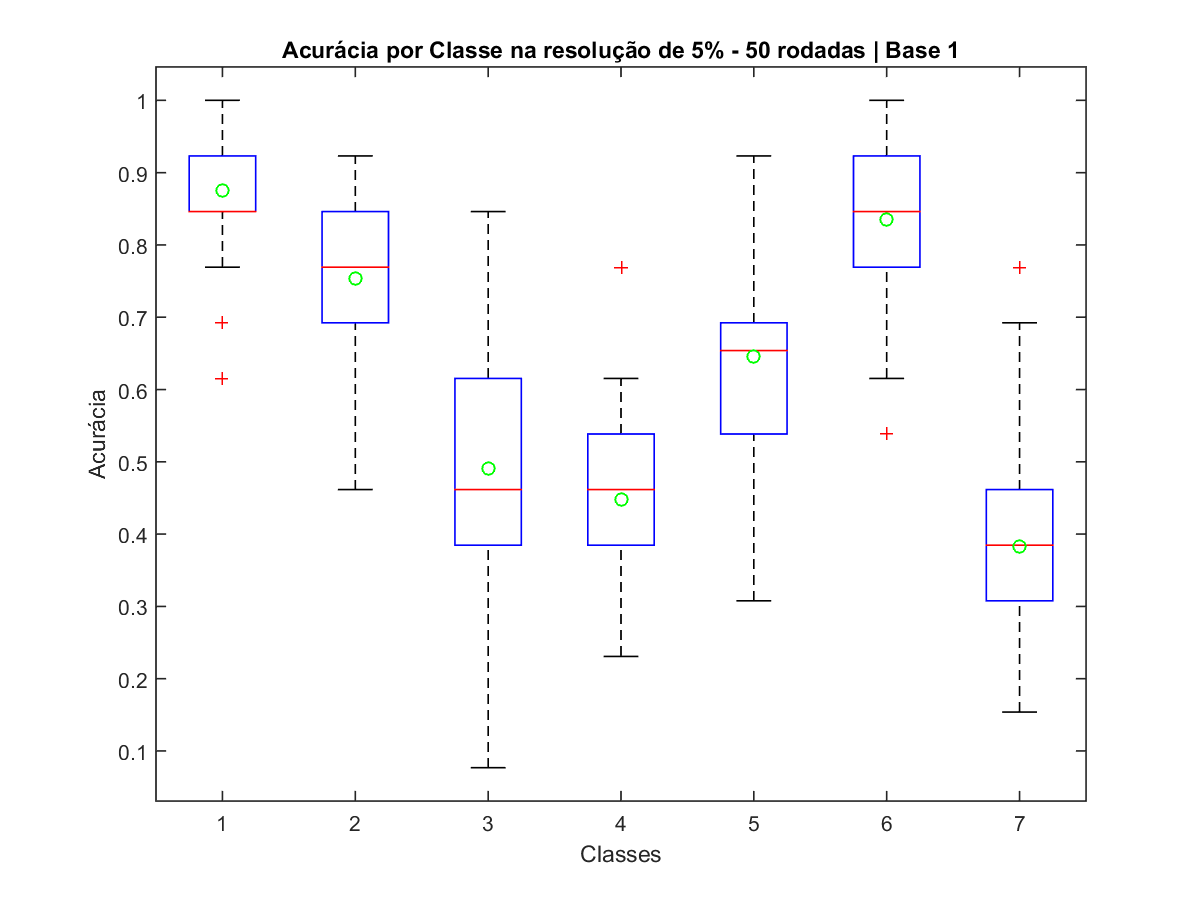 Acurácia por Classe na resolução de 5% - 50 rodadas | Base 1
1
0.9
0.8
0.7
0.6
0.5
0.4
0.3
0.2
0.1
Acurácia
1 2 3 4 5 6 7
Classes